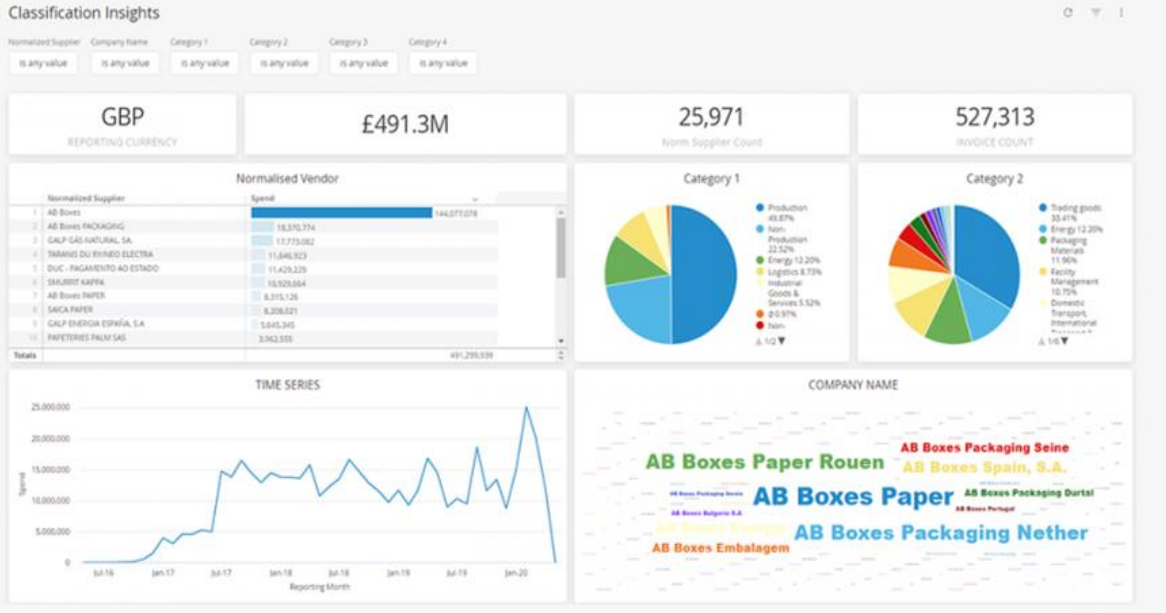 Classification Insights
Normalized Supplier Company Name Category 1 Category 2 Category 3 Category 4
is any value is any value is any value is any value is any value is any value
GBP
REPORTING CURRENCY
£491.3M
25,971
Norm Supplier Count
527,313
INVOICE COUNT
Normalised Vendor
Normalized Supplier Spend
1 AB Boxes 144,077,078
2 AB Boxes PACKAGING 18,370,774
3 GALP GÁS NATURAL, SA. 17,773,082
4 TARANIS DU RHNEO ELECTRA 11,646,923
5 DUC - PAGAMENTO AO ESTADO 11,429,229
6 SMURFIT KAPPA 10,929,664
7 AB Boxes PAPER 8,315,126
8 SAICA PAPER 8,208,021
9 GALP ENERGIA ESPAÑA, S.A 5,645,345
10 PAPETERIES PALM SAS 3,962,555
Totals 491,299,939
Category 1
Production
49.87%
Non-
Production
22.52%
Energy 12.20%
Logistics 8.73%
Industrial
Goods &
Services 5.52%
∅ 0.97%
Non-
1/2
Category 2
Trading goods
33.41%
Energy 12.20%
Packaging
Materials
11.96%
Facility
Management
10.75%
Domestic
Transport,
International
1/6
TIME SERIES
25,000,000
20,000,000
15,000,000
10,000,000
5,000,000
0
Spend
Jul-16 Jan-17 Jul-17 Jan-18 Jul-18 Jan-19 Jul-19 Jan-20
Reporting Month
COMPANY NAME
AB Boxes Packaging Seine
AB Boxes Paper Rouen
AB Boxes Spain, S.A.
AB Boxes Paper
AB Boxes Packaging Durtal
AB Boxes Portugal
AB Boxes Bulgaria S.A
AB Boxes Packaging Nether
AB Boxes Embalagem